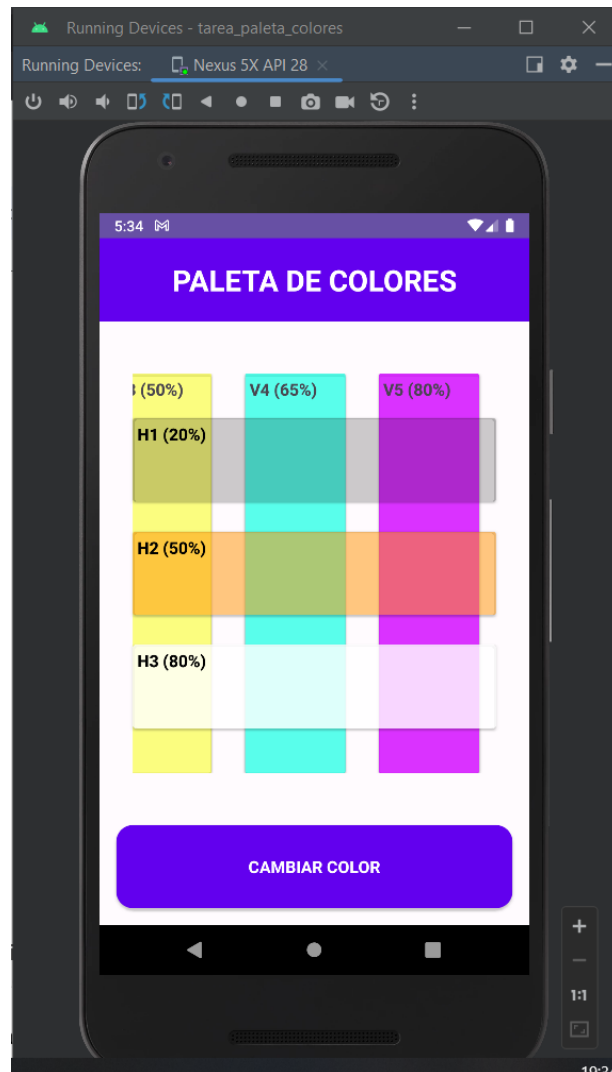 Running Devices - tarea_paleta_colores
Running Devices: Nexus 5X API 28
5:34
PALETA DE COLORES
(50%) V4 (65%) V5 (80%)
H1 (20%)
H2 (50%)
H3 (80%)
CAMBIAR COLOR
1:1